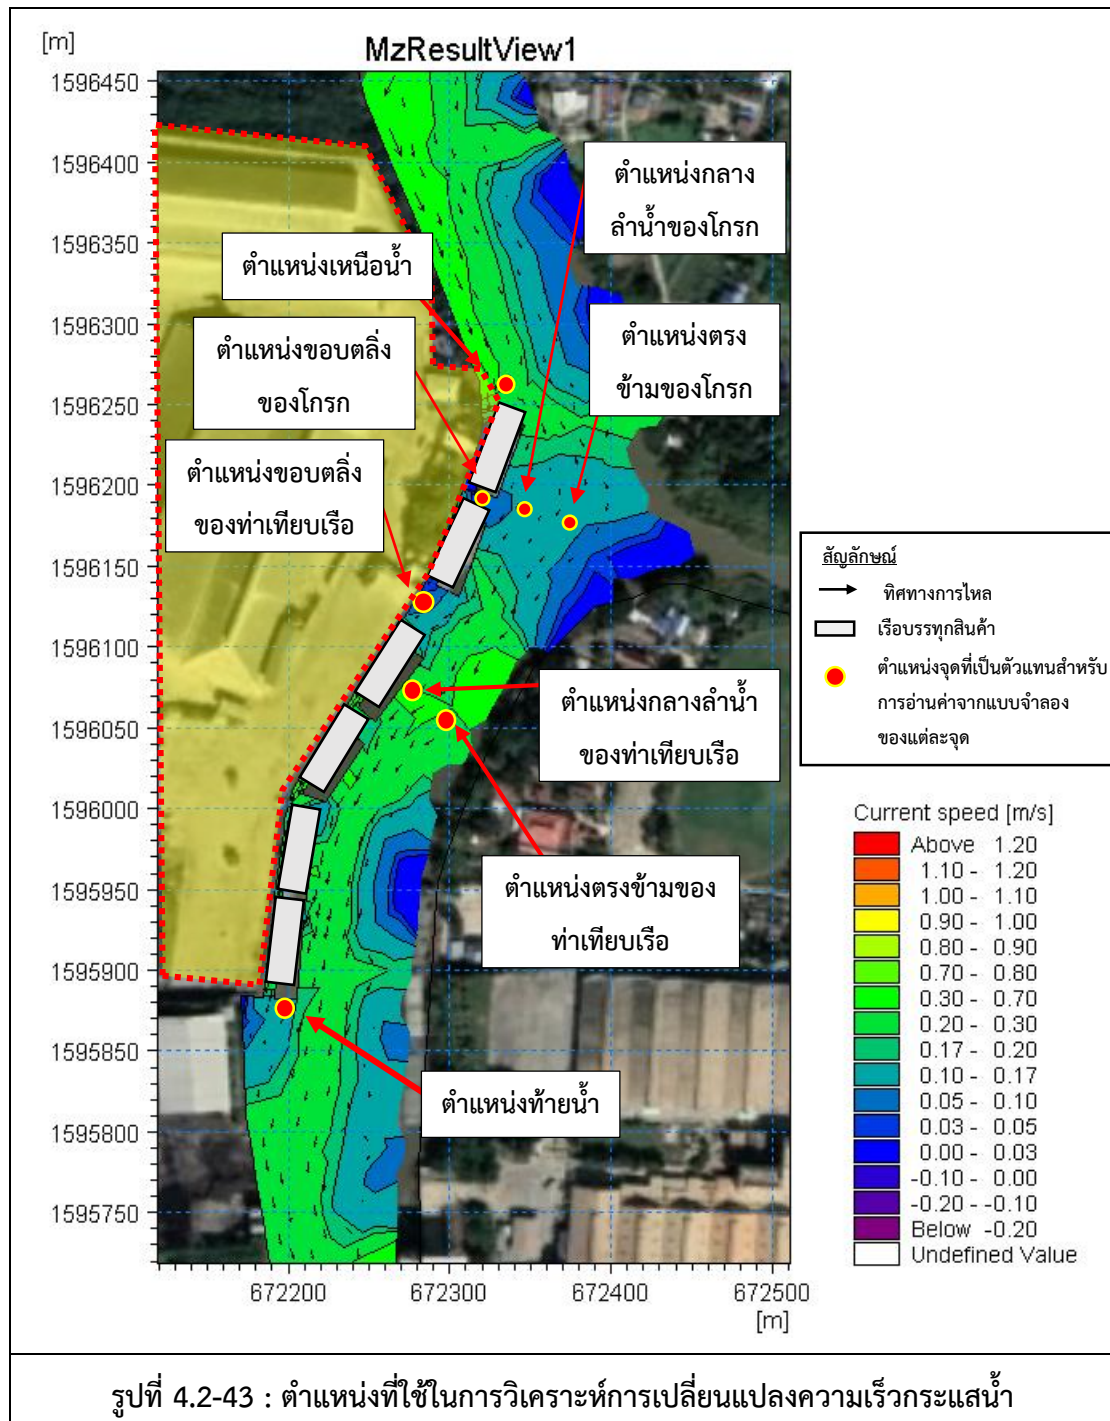 [m]
MzResultView1
1596450
1596400
1596350
1596300
1596250
1596200
1596150
1596100
1596050
1596000
1595950
1595900
1595850
1595800
1595750
672200
672300
672400
672500
[m]
ตำแหน่งกลาง
ลำน้ำของโกรก
ตำแหน่งเหนือน้ำ
ตำแหน่งขอบตลิ่ง
ของโกรก
ตำแหน่งตรง
ข้ามของโกรก
ตำแหน่งขอบตลิ่ง
ของท่าเทียบเรือ
ตำแหน่งกลางลำน้ำ
ของท่าเทียบเรือ
ตำแหน่งตรงข้ามของ
ท่าเทียบเรือ
ตำแหน่งท้ายน้ำ
สัญลักษณ์
ทิศทางการไหล
เรือบรรทุกสินค้า
ตำแหน่งจุดที่เป็นตัวแทนสำหรับ
การอ่านค่าจากแบบจำลอง
ของแต่ละจุด
Current speed [m/s]
Above 1.20
1.10 - 1.20
1.00 - 1.10
0.90 - 1.00
0.80 - 0.90
0.70 - 0.80
0.30 - 0.70
0.20 - 0.30
0.17 - 0.20
0.10 - 0.17
0.05 - 0.10
0.03 - 0.05
0.00 - 0.03
-0.10 - 0.00
-0.20 - -0.10
Below -0.20
Undefined Value
รูปที่ 4.2-43 : ตำแหน่งที่ใช้ในการวิเคราะห์การเปลี่ยนแปลงความเร็วกระแสน้ำ